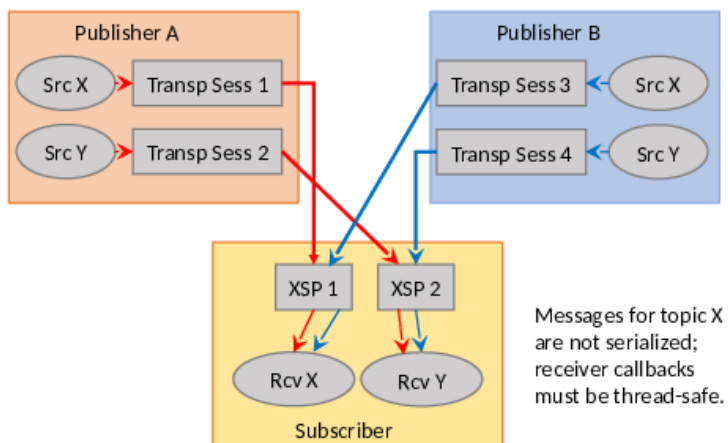 Publisher A
Publisher B
Src X
Transp Sess 1
Transp Sess 3
Src X
Src Y
Transp Sess 2
Transp Sess 4
Src Y
XSP 1
XSP 2
Messages for topic X
are not serialized;
receiver callbacks
must be thread-safe.
Rcv X
Rcv Y
Subscriber